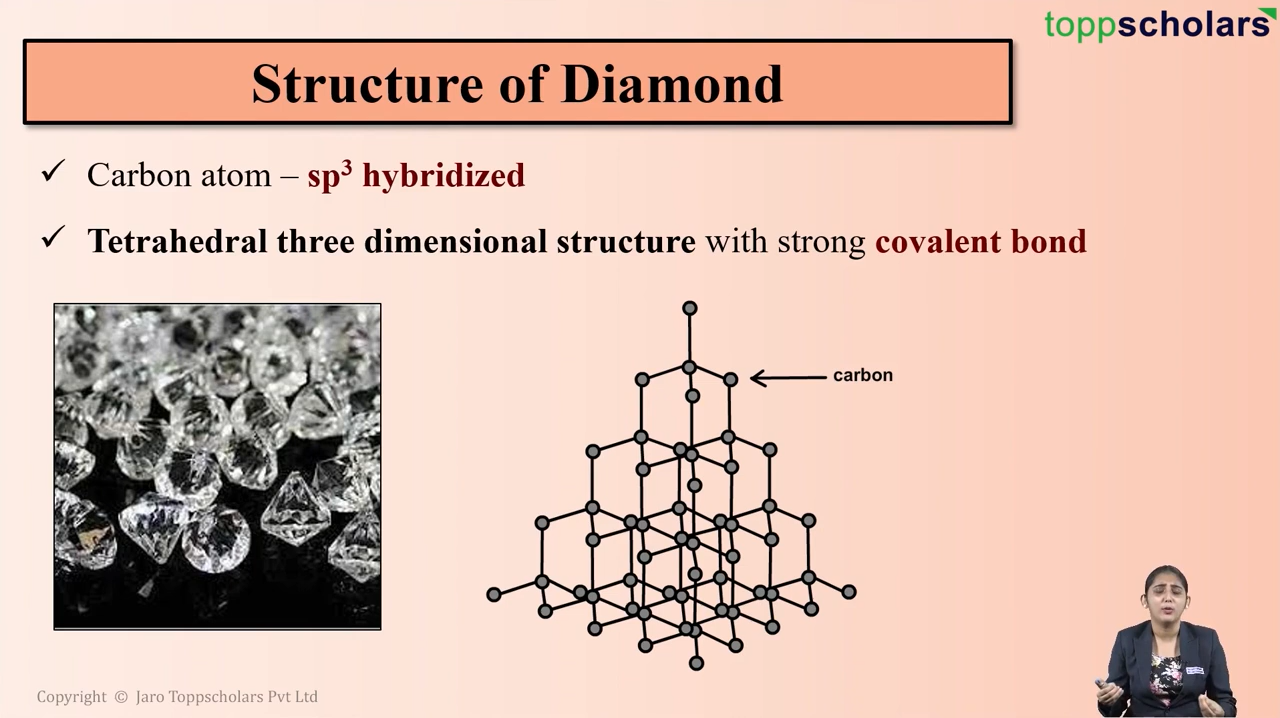 toppscholars
Structure of Diamond
✓ Carbon atom – sp³ hybridized
✓ Tetrahedral three dimensional structure with strong covalent bond
carbon
Copyright © Jaro Toppscholars Pvt Ltd